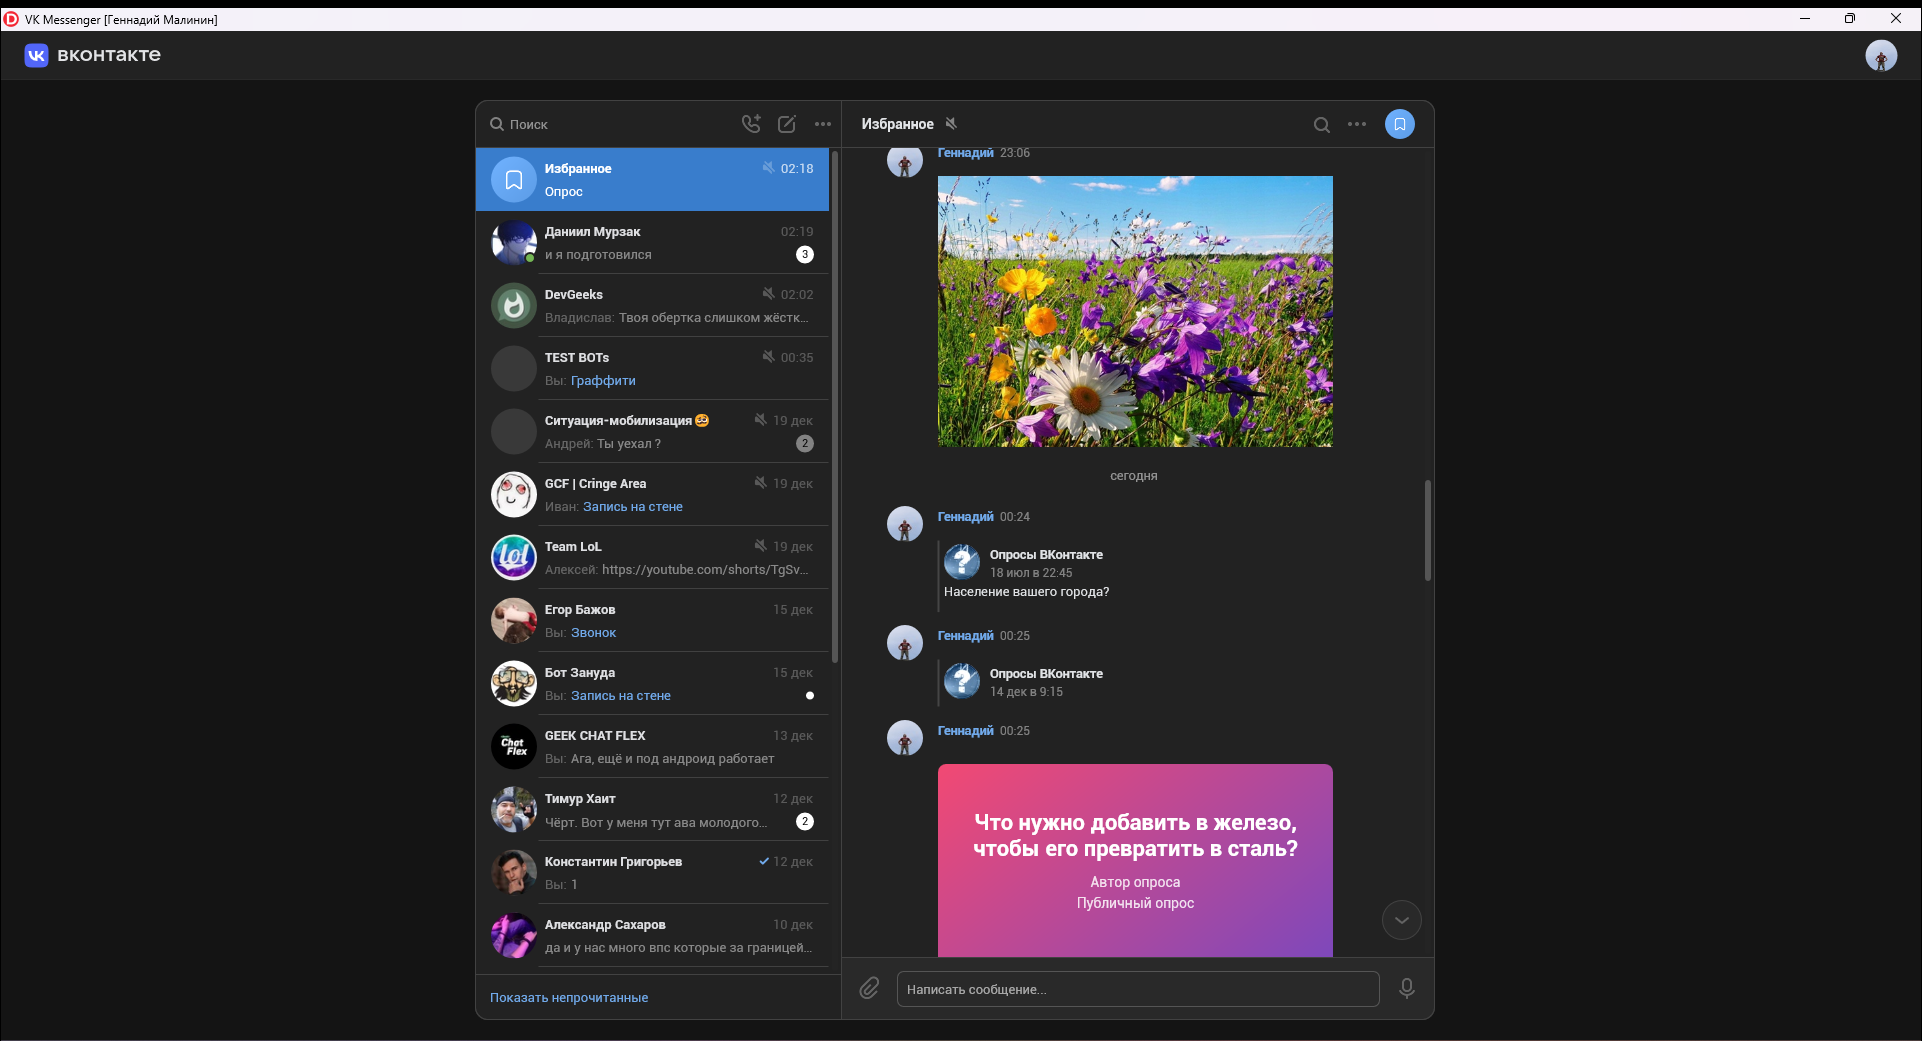 VK Messenger [Геннадий Малинин]
вконтакте
Поиск
Избранное 02:18
Опрос
Даниил Мурзак 02:19
и я подготовился 3
DevGeeks 02:02
Владислав: Твоя обертка слишком жёстк...
TEST BOTs 00:35
Вы: Граффити
Ситуация-мобилизация 19 дек
Андрей: Ты уехал ? 2
GCF | Cringe Area 19 дек
Иван: Запись на стене
Team LoL 19 дек
Алексей: https://youtube.com/shorts/TgSv...
Егор Бажов 15 дек
Вы: Звонок
Бот Зануда 15 дек
Вы: Запись на стене
Chat
Flex
GEEK CHAT FLEX 13 дек
Вы: Ага, ещё и под андроид работает
Тимур Хаит 12 дек
Чёрт. Вот у меня тут ава молодого... 2
Константин Григорьев 12 дек
Вы: 1
Александр Сахаров 10 дек
да и у нас много впс которые за границей...
Показать непрочитанные
Избранное
Геннадий 23:06
сегодня
Геннадий 00:24
Опросы ВКонтакте
18 июл в 22:45
Население вашего города?
Геннадий 00:25
Опросы ВКонтакте
14 дек в 9:15
Геннадий 00:25
Что нужно добавить в железо,
чтобы его превратить в сталь?
Автор опроса
Публичный опрос
Написать сообщение...